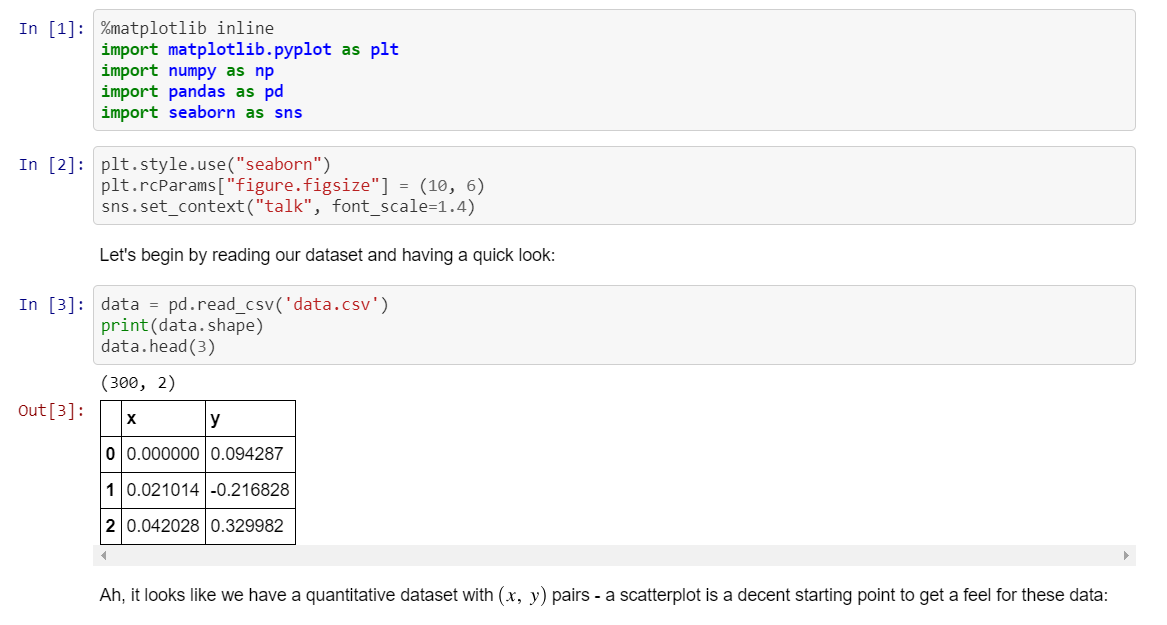 In [1]: %matplotlib inline
import matplotlib.pyplot as plt
import numpy as np
import pandas as pd
import seaborn as sns
In [2]: plt.style.use("seaborn")
plt.rcParams["figure.figsize"] = (10, 6)
sns.set_context("talk", font_scale=1.4)
Let's begin by reading our dataset and having a quick look:
In [3]: data = pd.read_csv('data.csv')
print(data.shape)
data.head(3)
(300, 2)
Out[3]:
x y
0 0.000000 0.094287
1 0.021014 -0.216828
2 0.042028 0.329982
Ah, it looks like we have a quantitative dataset with (x, y) pairs - a scatterplot is a decent starting point to get a feel for these data: